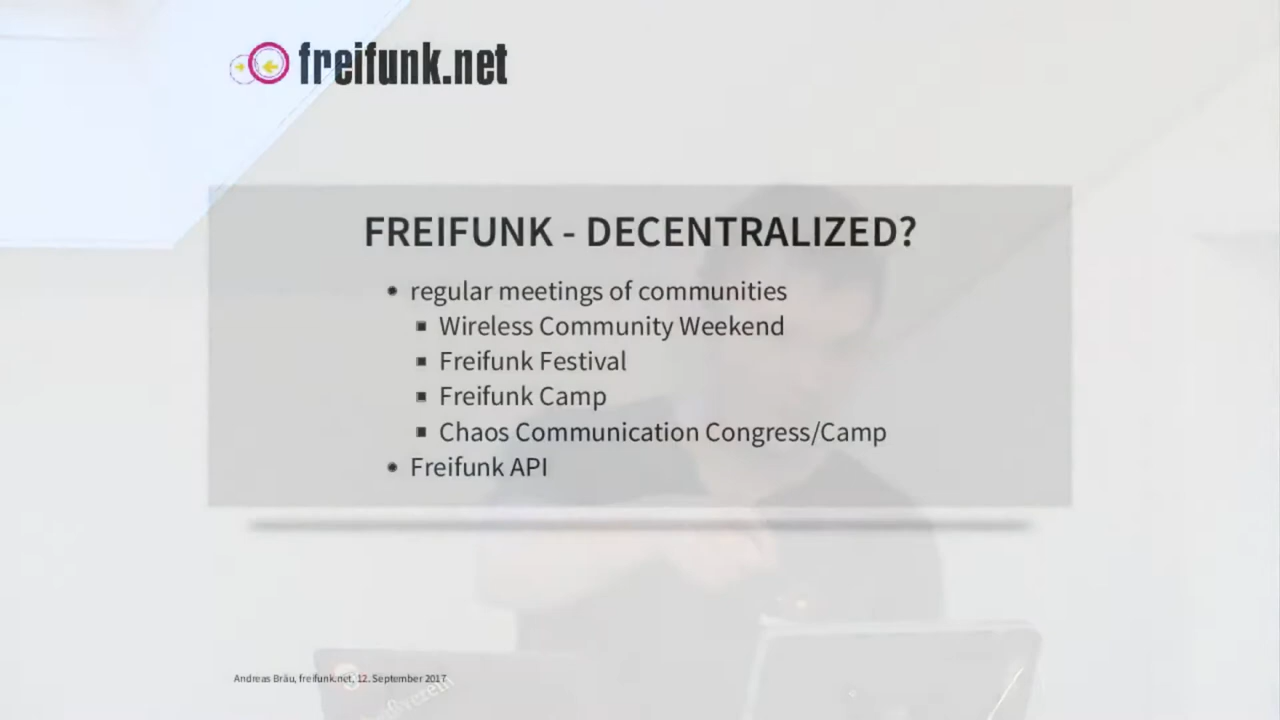 freifunk.net
FREIFUNK - DECENTRALIZED?
• regular meetings of communities
▪ Wireless Community Weekend
▪ Freifunk Festival
▪ Freifunk Camp
▪ Chaos Communication Congress/Camp
• Freifunk API
Andreas Bräu, freifunk.net, 12. September 2017